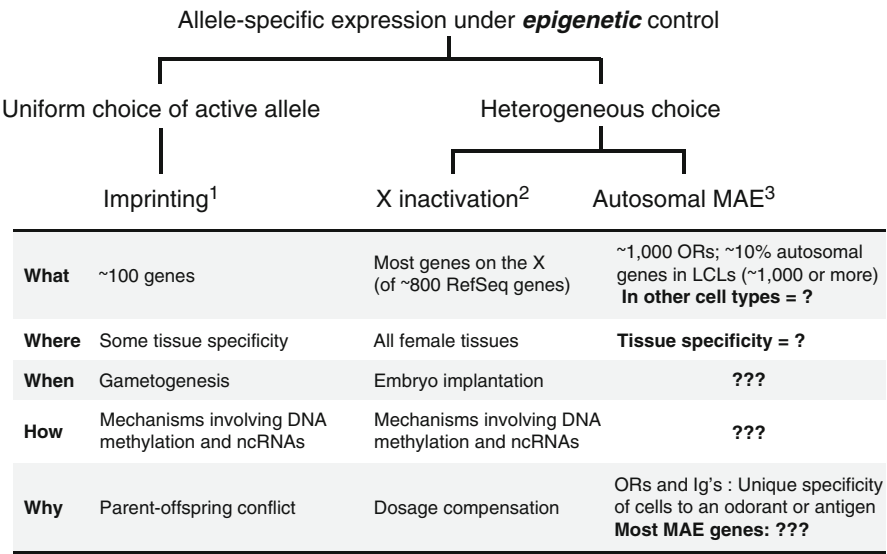 Allele-specific expression under epigenetic control
Uniform choice of active allele
Heterogeneous choice
Imprinting1
X inactivation2
Autosomal MAE3
What
~100 genes
Most genes on the X
(of ~800 RefSeq genes)
~1,000 ORs; ~10% autosomal
genes in LCLs (~1,000 or more)
In other cell types = ?
Where
Some tissue specificity
All female tissues
Tissue specificity = ?
When
Gametogenesis
Embryo implantation
???
How
Mechanisms involving DNA
methylation and ncRNAs
Mechanisms involving DNA
methylation and ncRNAs
???
Why
Parent-offspring conflict
Dosage compensation
ORs and Ig's : Unique specificity
of cells to an odorant or antigen
Most MAE genes: ???